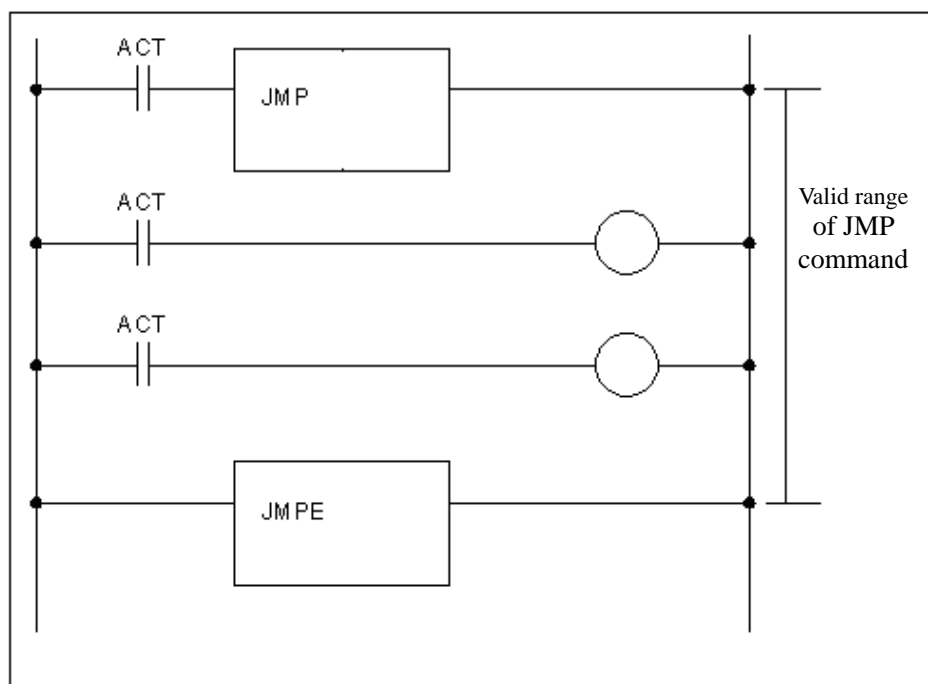 ACT
JMP
ACT
Valid range
of JMP
command
ACT
JMPE